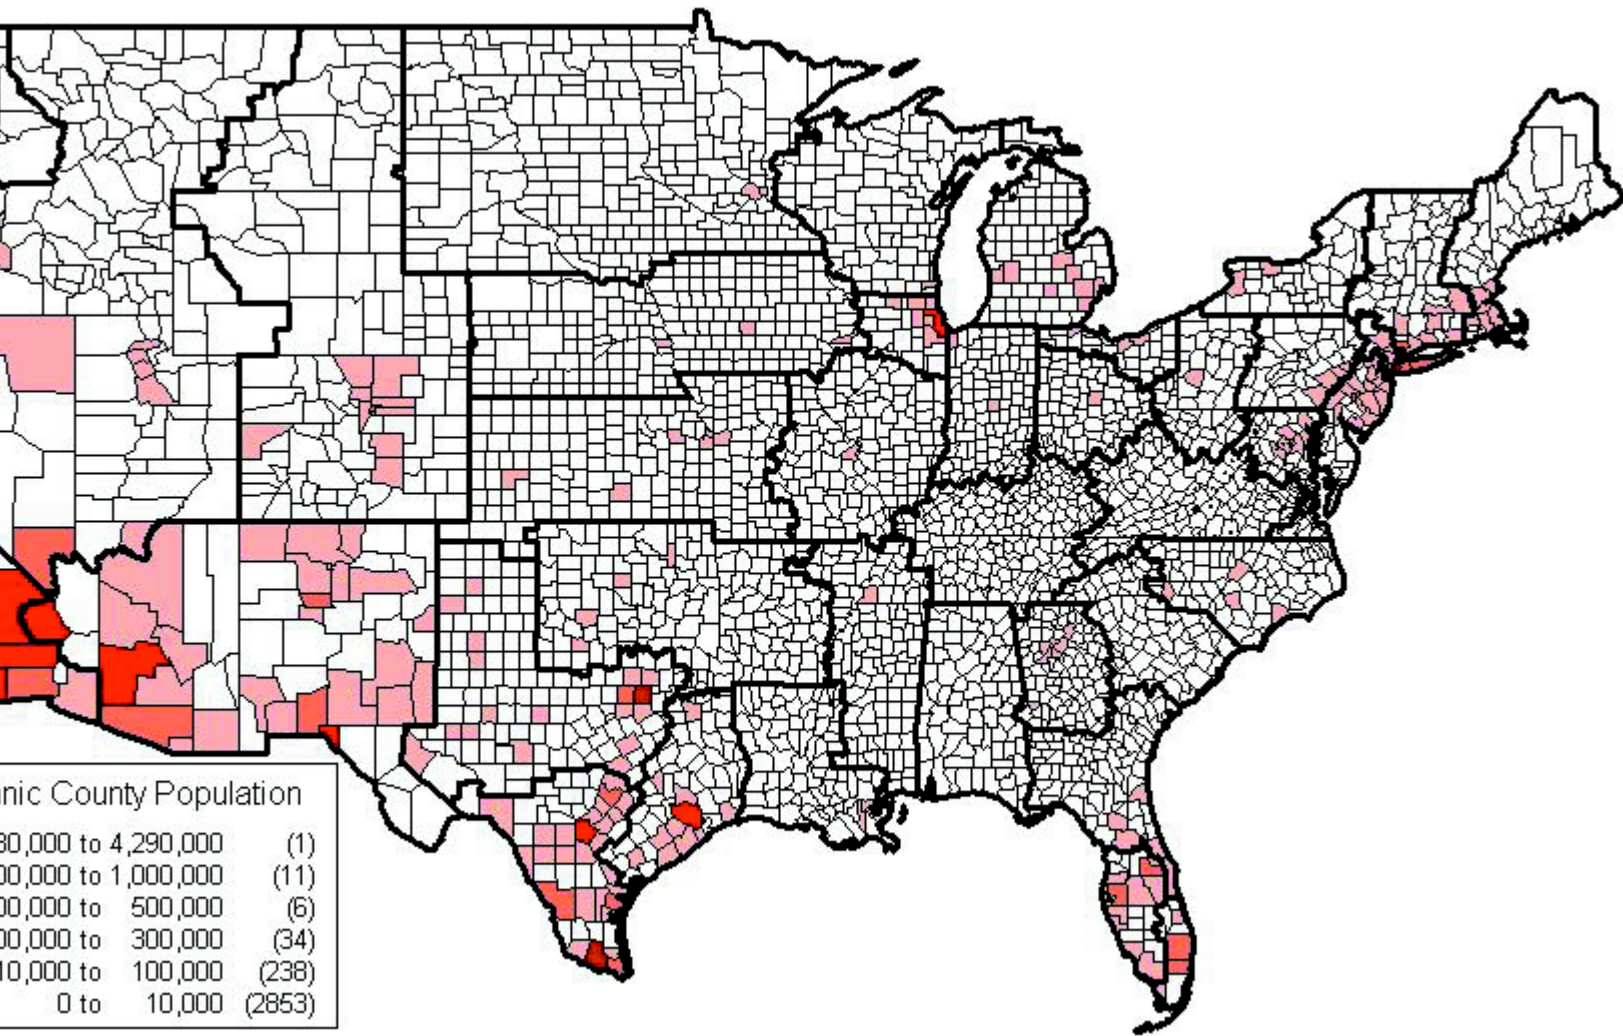 nic County Population
30,000 to 4,290,000 (1)
00,000 to 1,000,000 (11)
00,000 to 500,000 (6)
00,000 to 300,000 (34)
10,000 to 100,000 (238)
0 to 10,000 (2853)